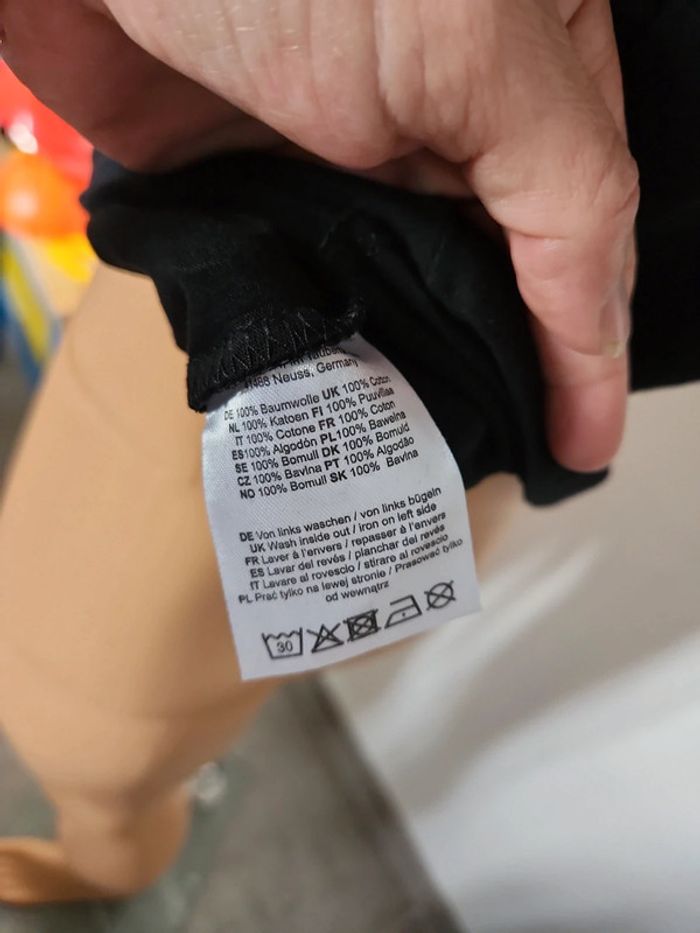 41468 Neuss, Germany
DE 100% Baumwolle UK 100% Cotton
NL 100% Katoen FI 100% Puuvillaa
IT 100% Cotone FR 100% Coton
ES100% Algodón PL100% Bawełna
SE 100% Bomull DK 100% Bomuld
CZ 100% Bavlna PT 100% Algodão
NO 100% Bomull SK 100% Bavlna
DE Von links waschen / von links bügeln
UK Wash inside out / iron on left side
FR Laver à l'envers / repasser à l'envers
ES Lavar del revés / planchar del revés
IT Lavare al rovescio / stirare al rovescio
PL Prać tylko na lewej stronie / Prasować tylko
od wewnątrz
30